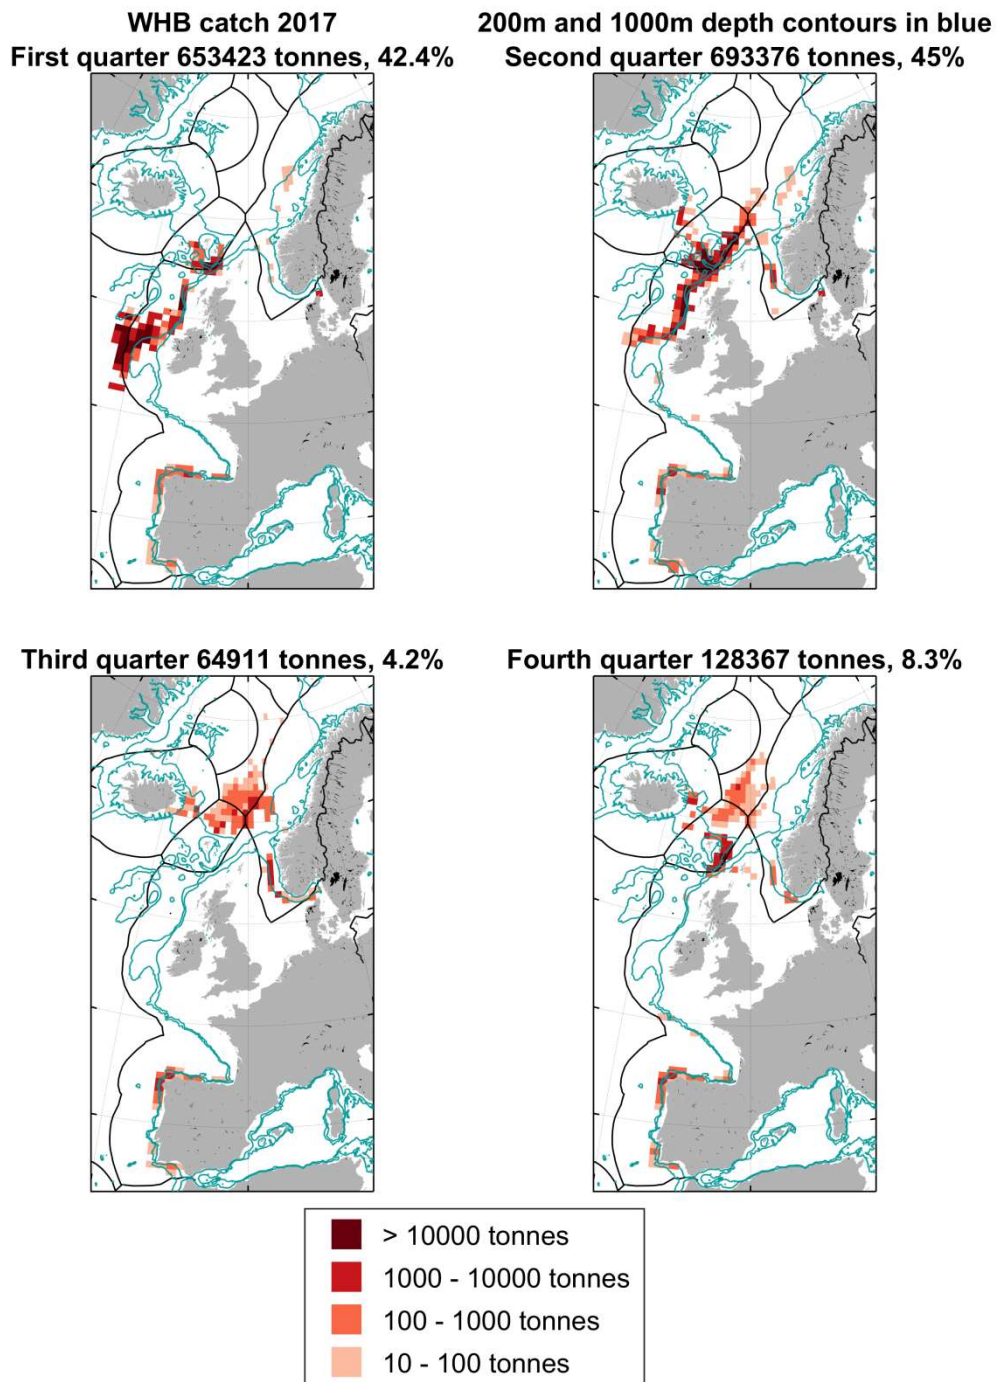 WHB catch 2017
200m and 1000m depth contours in blue
First quarter 653423 tonnes, 42.4%
Second quarter 693376 tonnes, 45%
Third quarter 64911 tonnes, 4.2%
Fourth quarter 128367 tonnes, 8.3%
> 10000 tonnes
1000 - 10000 tonnes
100 - 1000 tonnes
10 - 100 tonnes